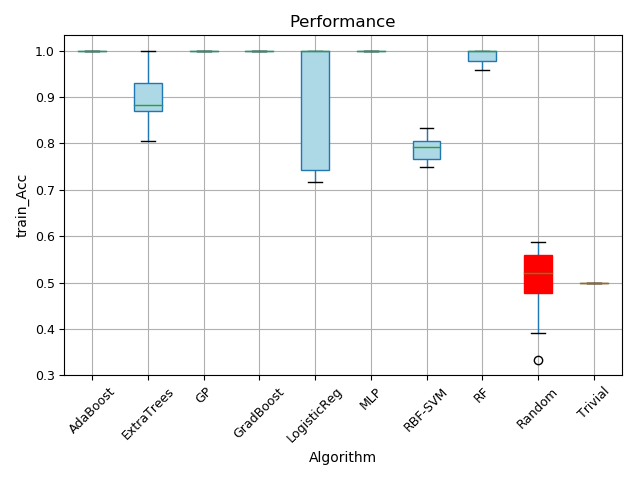 Performance
train_Acc
1.0
0.9
0.8
0.7
0.6
0.5
0.4
0.3
AdaBoost
ExtraTrees
GP
GradBoost
LogisticReg
MLP
RBF-SVM
RF
Random
Trivial
Algorithm